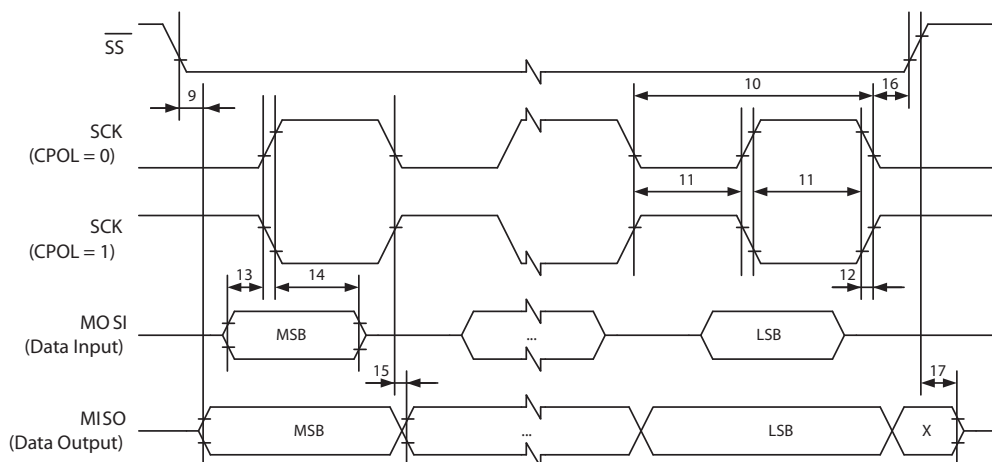 SS
10 16
9
SCK
(CPOL = 0)
11 11
SCK
(CPOL = 1)
12
13 14
MOSI
(Data Input)
MSB ... LSB
15 17
MISO
(Data Output)
MSB ... LSB X